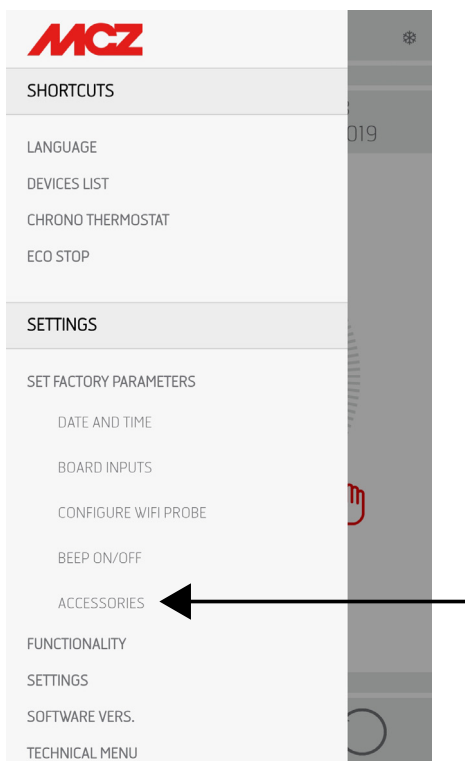 MCZ
SHORTCUTS
019
LANGUAGE
DEVICES LIST
CHRONO THERMOSTAT
ECO STOP
SETTINGS
SET FACTORY PARAMETERS
DATE AND TIME
BOARD INPUTS
CONFIGURE WIFI PROBE
BEEP ON/OFF
ACCESSORIES
FUNCTIONALITY
SETTINGS
SOFTWARE VERS.
TECHNICAL MENU